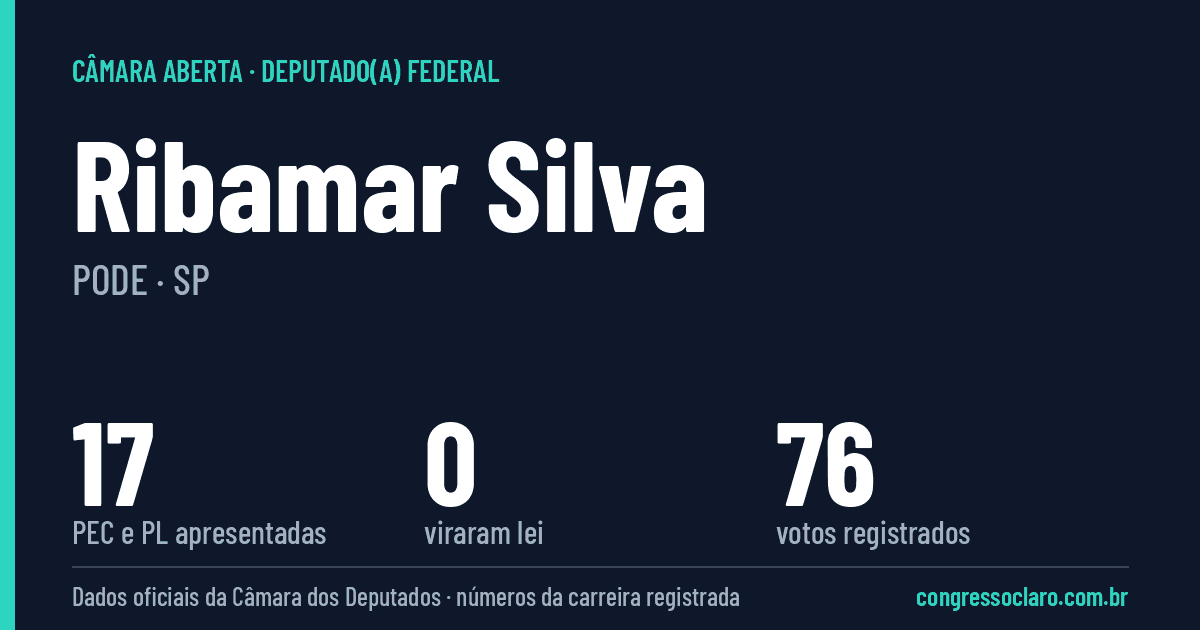 CÂMARA ABERTA · DEPUTADO(A) FEDERAL
Ribamar Silva
PODE · SP
17 0 76
PEC e PL apresentadas viraram lei votos registrados
Dados oficiais da Câmara dos Deputados · números da carreira registrada congressoclaro.com.br